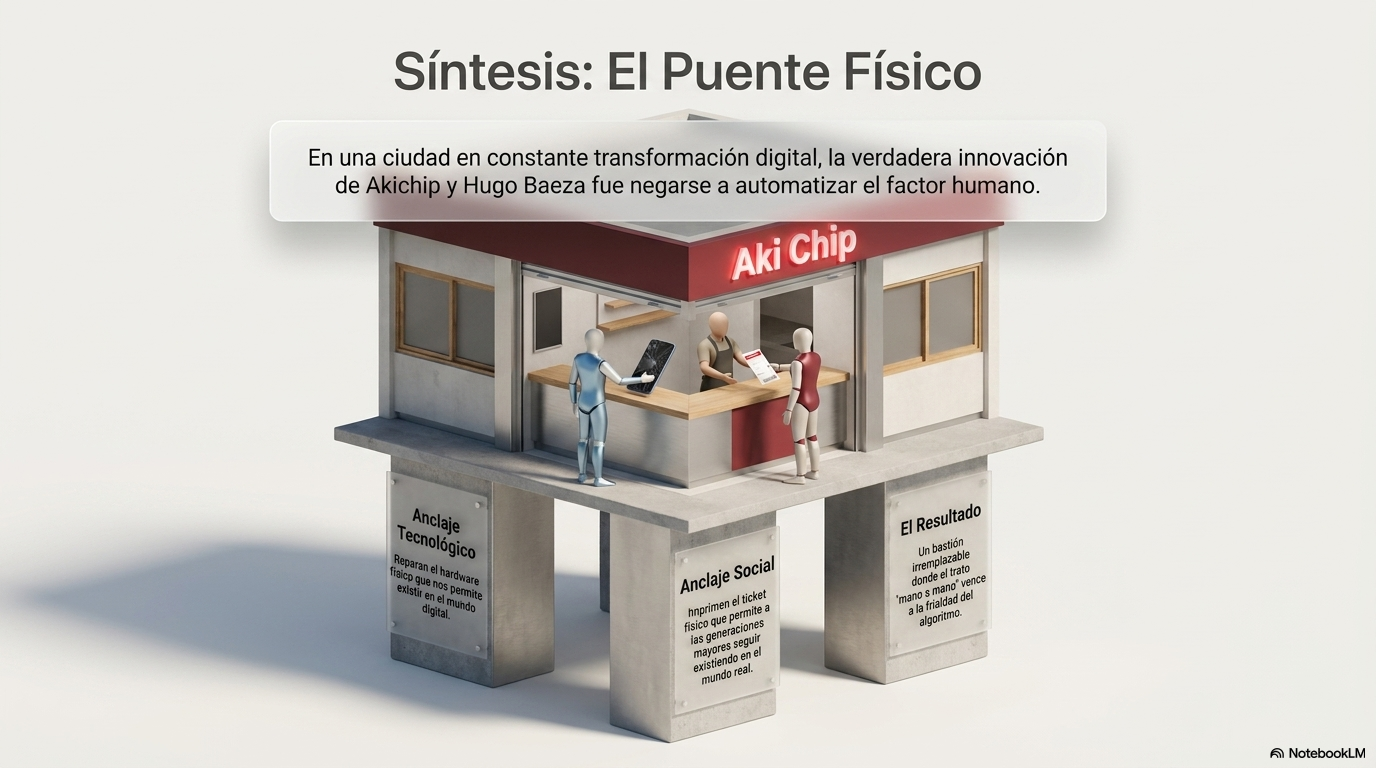 Síntesis: El Puente Físico
En una ciudad en constante transformación digital, la verdadera innovación
de Akichip y Hugo Baeza fue negarse a automatizar el factor humano.
Aki Chip
Anclaje
Tecnológico
Reparan el hardware
fiaicp que nos permite
existir en el mundo
digital.
Anclaje Social
hnprimen el ticket
físico que permite a
ias generaciones
mayores seguir
existiendo en el
mundo real.
El Resultado
Un bastión
irremplazable
donde el trato
"mano s mano" vence
a la frialdad del
algoritmo.
NotebookLM